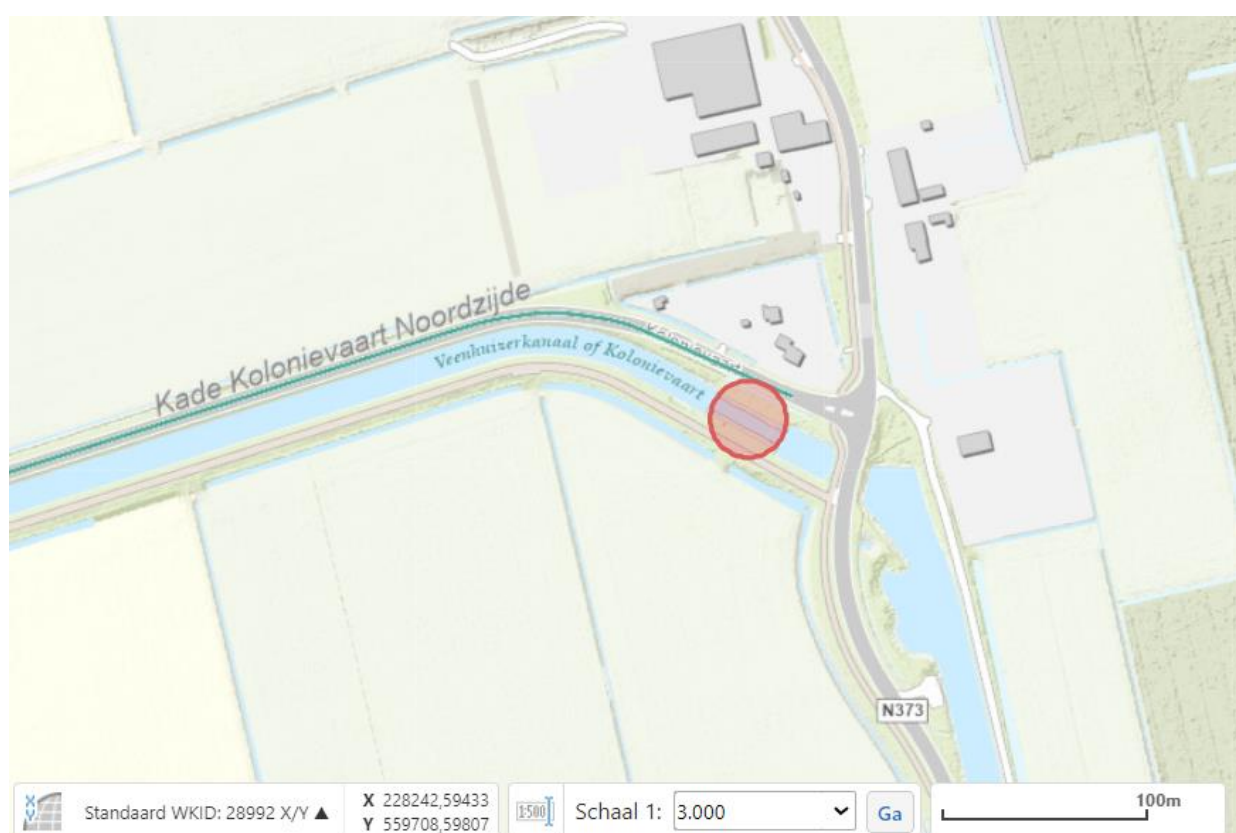 Kade Kolonievaart Noordzijde
Kolonievaart
Veenhuizerkanaal of Kolonievaart
N373
Standaard WKID: 28992 X/Y ▲
X 228242,59433
Y 559708,59807
1:500
Schaal 1:
3.000
Ga
100m